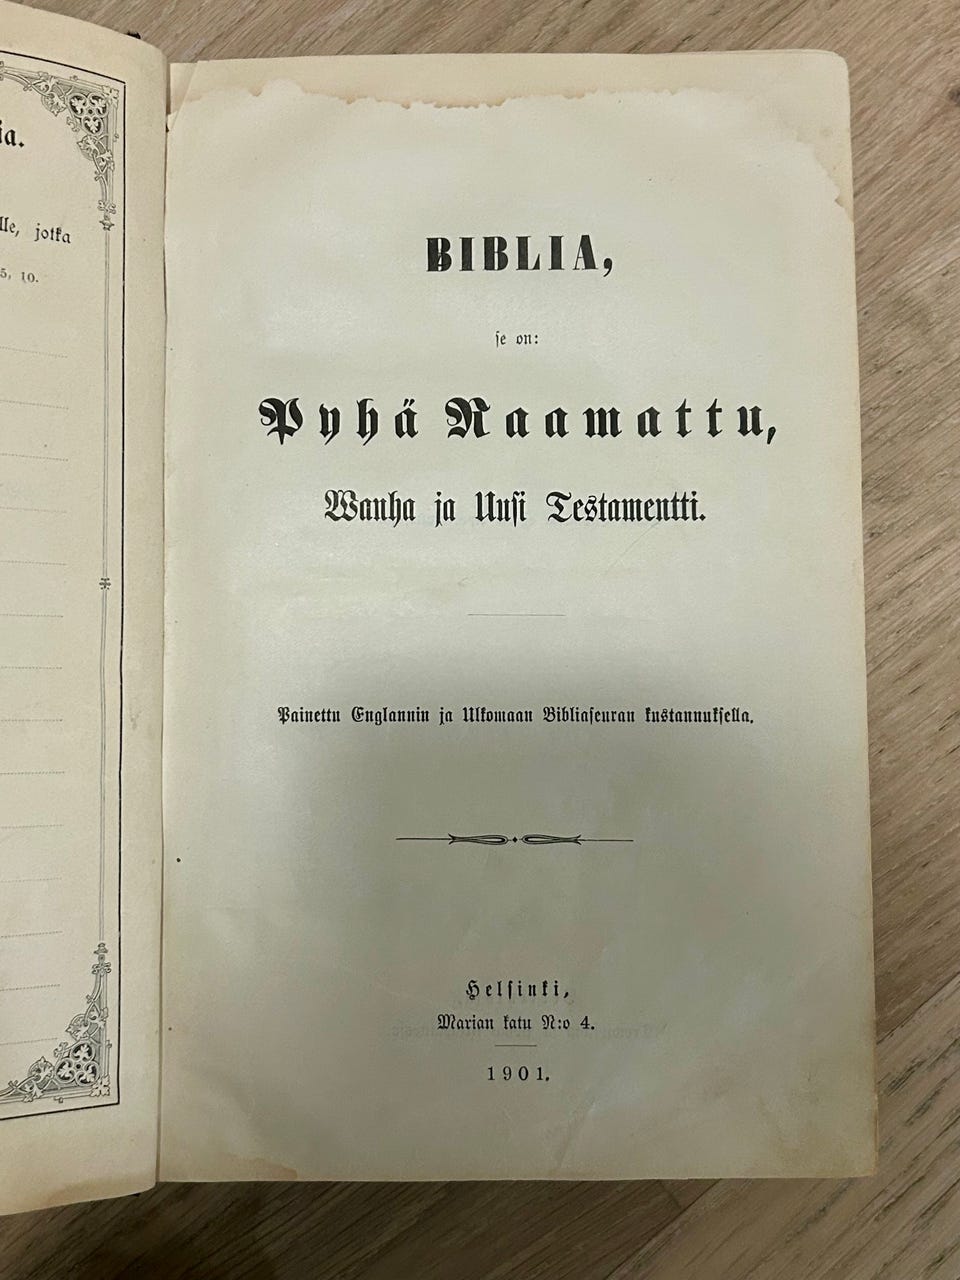 ia.
lle, jotka
5, 10.
BIBLIA,
se on:
Pyhä Raamattu,
Wanha ja Uusi Testamentti.
Painettu Englannin ja Ulkomaan Bibliaseuran kustannuksella.
Helsinki,
Marian katu N:o 4.
1901.